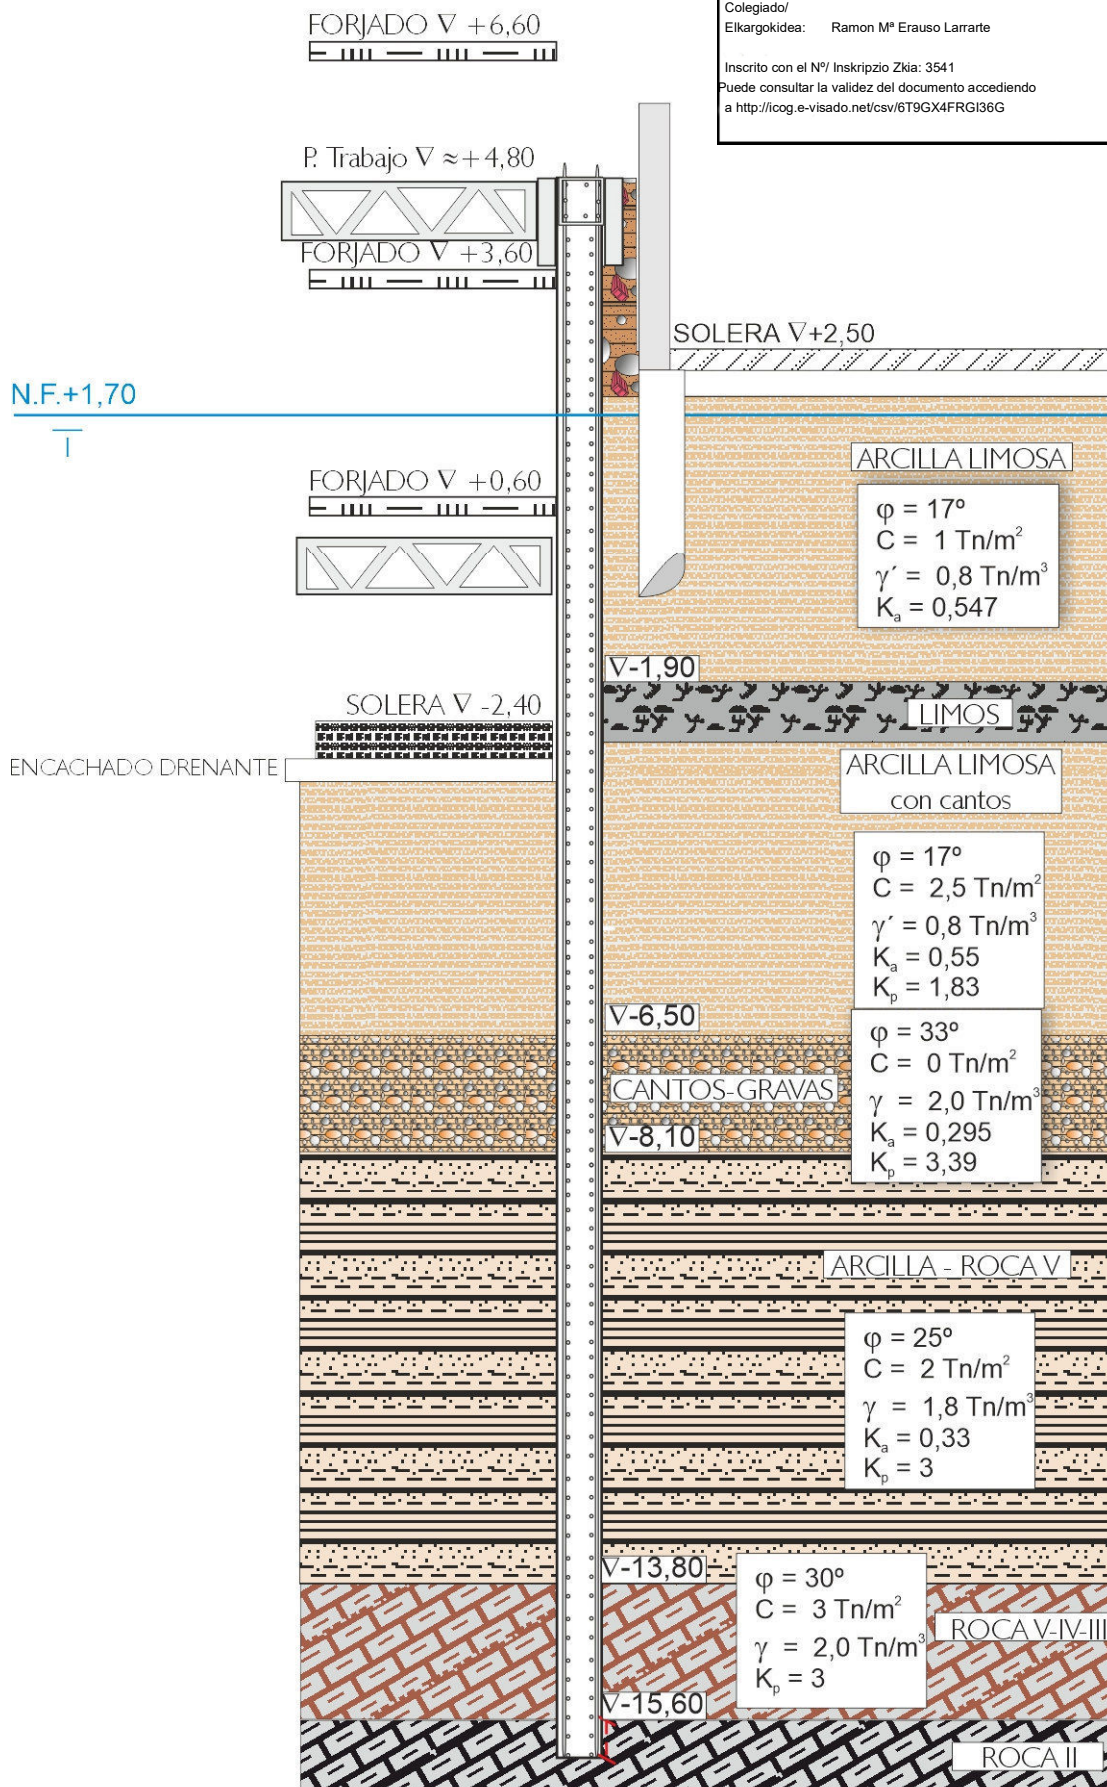 Colegiado/
Elkargokidea: Ramon Mª Erauso Larrarte
Inscrito con el Nº/ Inskripzio Zkia: 3541
Puede consultar la validez del documento accediendo
a http://icog.e-visado.net/csv/6T9GX4FRGI36G
FORJADO ∇ +6,60
P. Trabajo ∇ ≈+4,80
FORJADO ∇ +3,60
SOLERA ∇+2,50
N.F.+1,70
ARCILLA LIMOSA
FORJADO ∇ +0,60
φ = 17º
C = 1 Tn/m²
γ´ = 0,8 Tn/m³
Kₐ = 0,547
∇-1,90
SOLERA ∇ -2,40
LIMOS
ENCACHADO DRENANTE
ARCILLA LIMOSA
con cantos
φ = 17º
C = 2,5 Tn/m²
γ´ = 0,8 Tn/m³
Kₐ = 0,55
Kₚ = 1,83
∇-6,50
φ = 33º
C = 0 Tn/m²
γ = 2,0 Tn/m³
Kₐ = 0,295
Kₚ = 3,39
CANTOS-GRAVAS
∇-8,10
ARCILLA - ROCA V
φ = 25º
C = 2 Tn/m²
γ = 1,8 Tn/m³
Kₐ = 0,33
Kₚ = 3
∇-13,80
φ = 30º
C = 3 Tn/m²
γ = 2,0 Tn/m³
Kₚ = 3
ROCA V-IV-III
∇-15,60
ROCA II